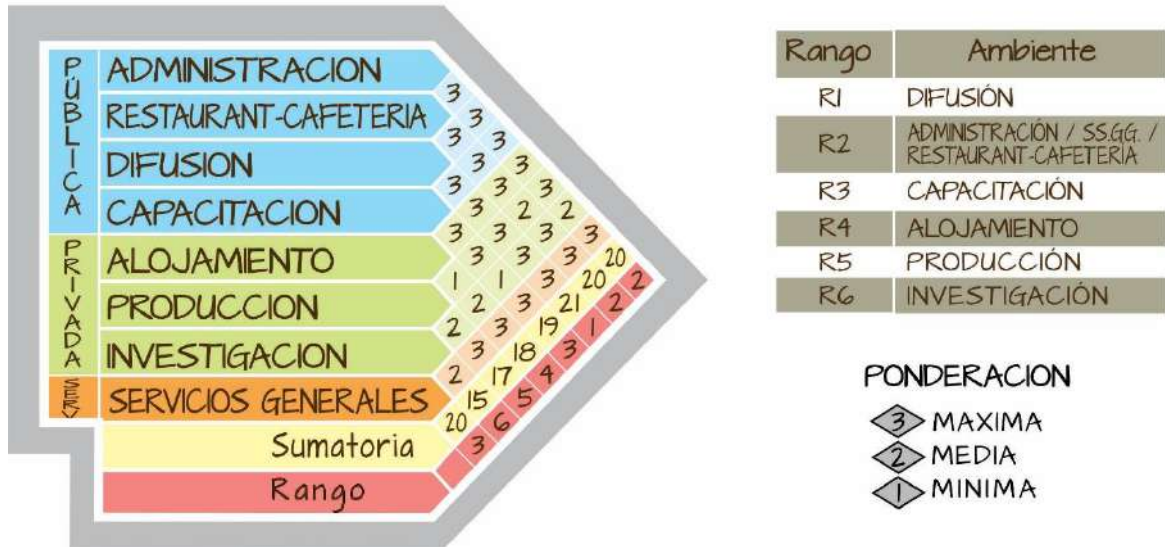 PÚBLICA
ADMINISTRACION
3
3
RESTAURANT-CAFETERIA
3 3
3 3
DIFUSION
3 3 3
3 2 2
CAPACITACION
3 3 3 3
PRIVADA
3 3 3 20
ALOJAMIENTO
1 1 3 20 2
2 3 21 2
PRODUCCION
2 3 19 1
3 18 3
INVESTIGACION
2 17 4
SERV
SERVICIOS GENERALES
15 5
20 6
Sumatoria
3
Rango
Rango Ambiente
R1 DIFUSIÓN
R2 ADMINISTRACIÓN / SS.GG. /
RESTAURANT-CAFETERÍA
R3 CAPACITACIÓN
R4 ALOJAMIENTO
R5 PRODUCCIÓN
R6 INVESTIGACIÓN
PONDERACION
3 MAXIMA
2 MEDIA
1 MINIMA